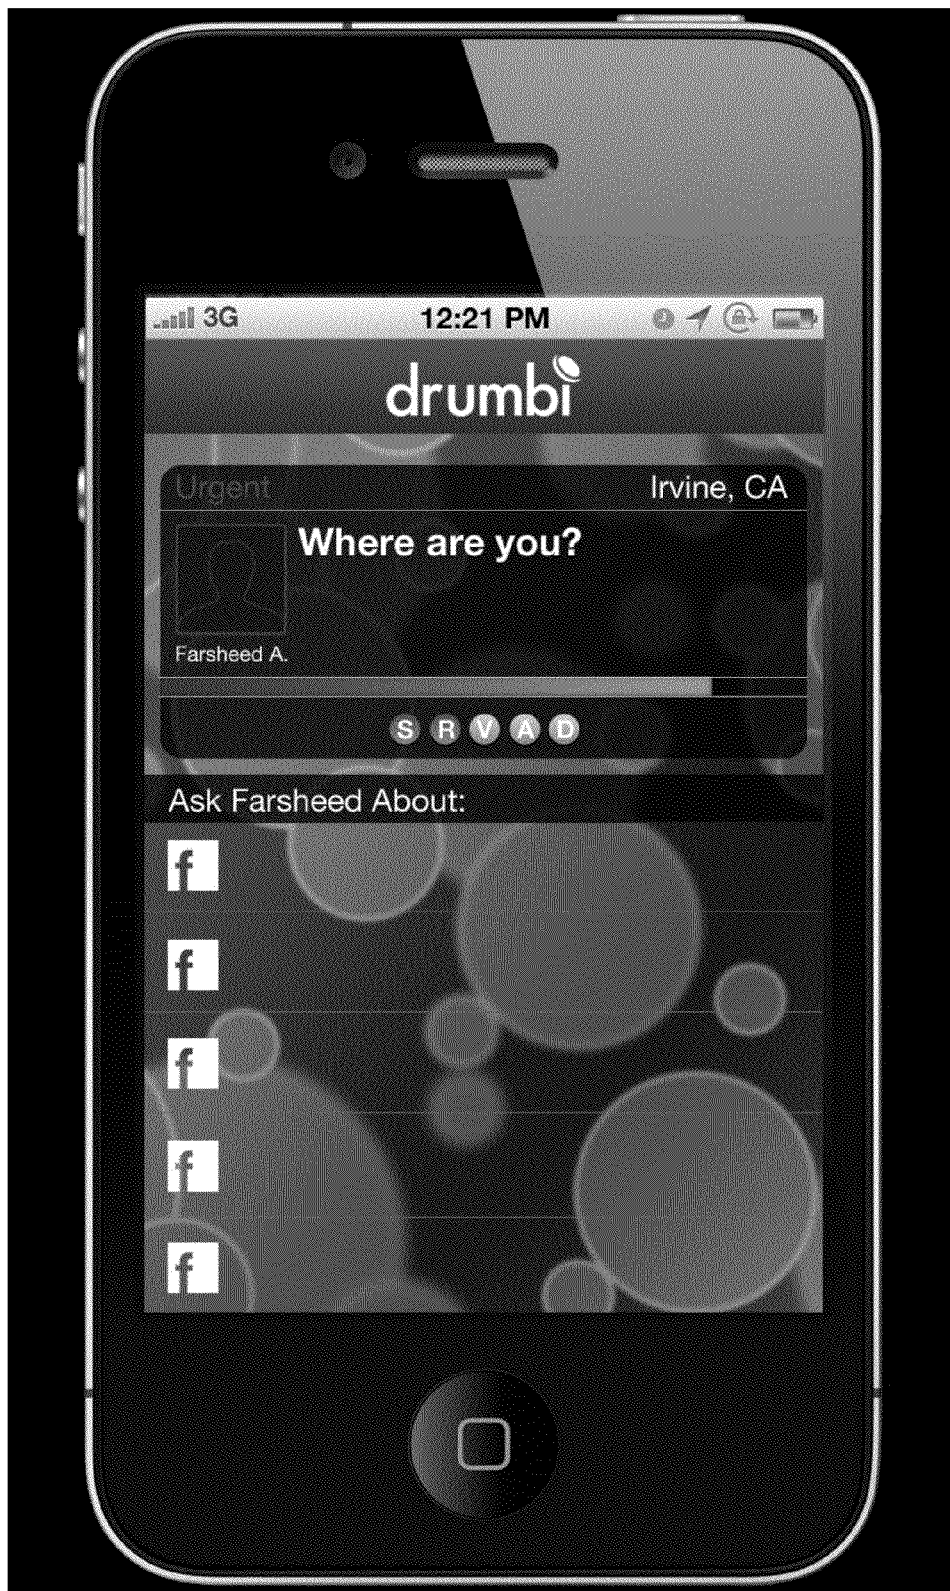 3G 12:21 PM
drumbi
Urgent Irvine, CA
Where are you?
Farsheed A.
S R V A D
Ask Farsheed About:
f
f
f
f
f